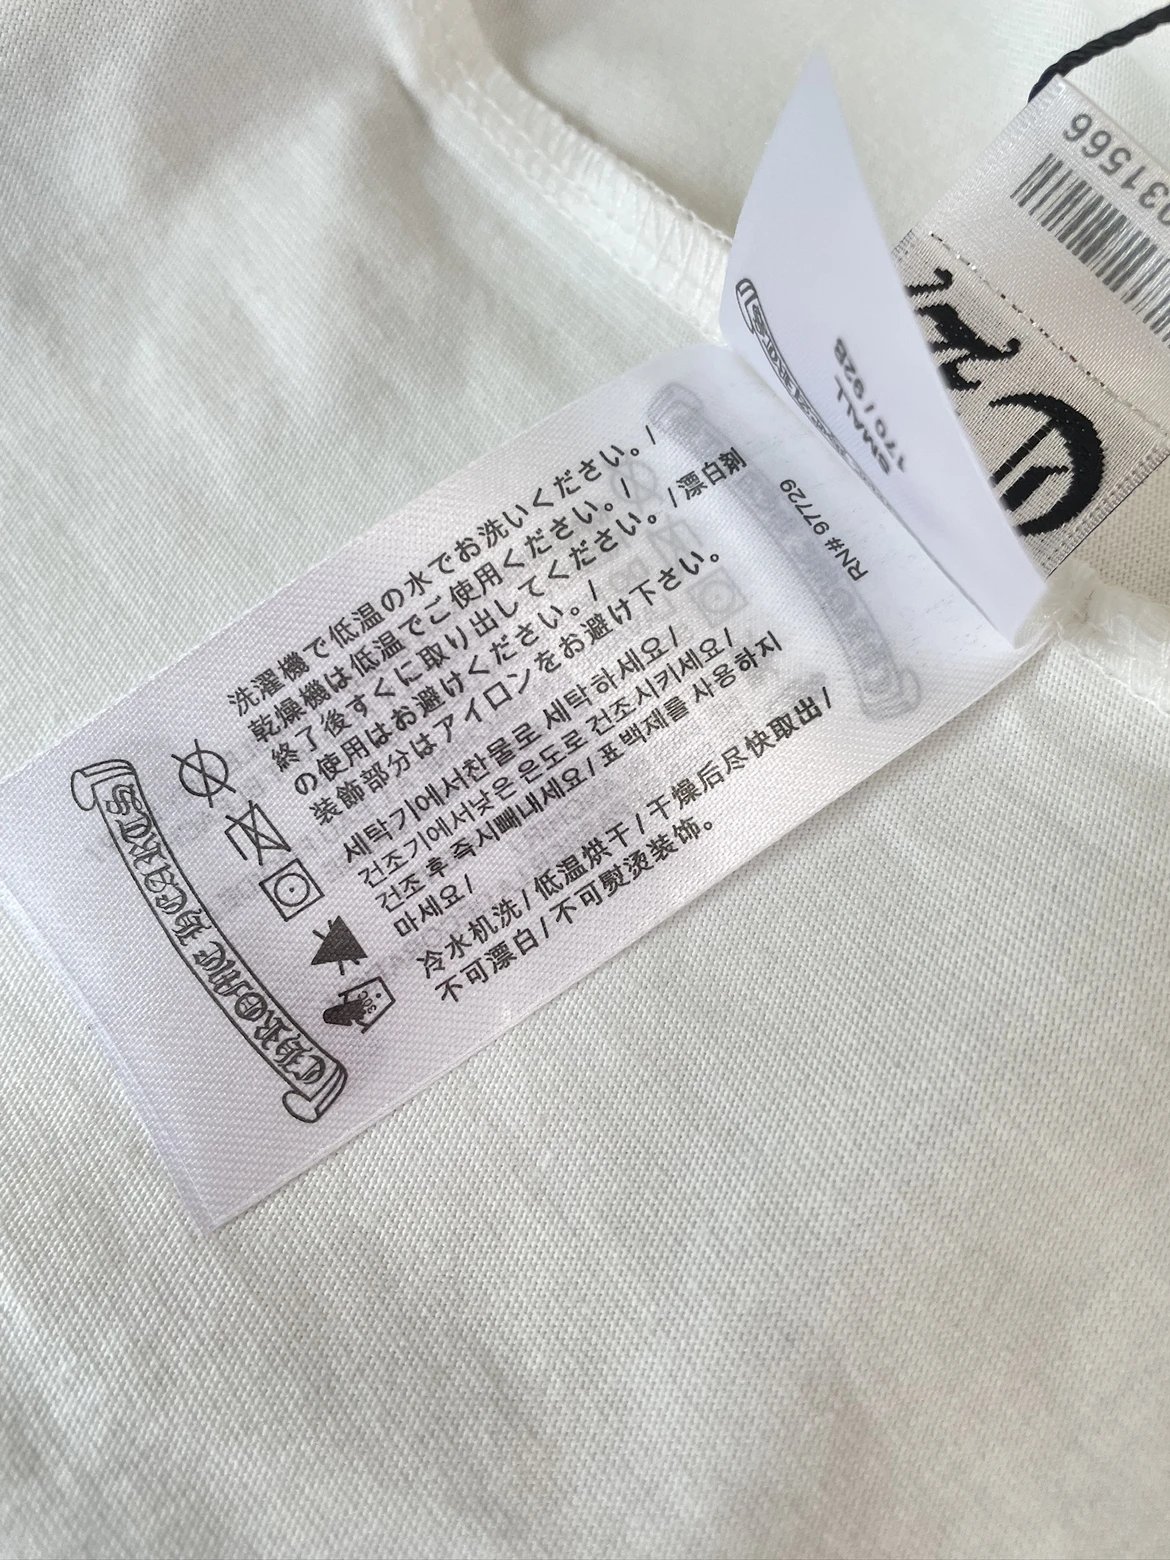 洗濯機で低温の水でお洗いください。/
乾燥機は低温でご使用ください。/
終了後すぐに取り出してください。/漂白剤
の使用はお避けください。/
装飾部分はアイロンをお避け下さい。
세탁기에서찬물로 세탁하세요/
건조기에서낮은 온도로 건조시키세요/
건조 후 즉시빼내세요/ 표백제를 사용하지
마세요/
冷水机洗/低温烘干/干燥后尽快取出/
不可漂白/不可熨烫装饰。
30C
CHROME HEARTS
RN# 97729
SMALL
170 / 92B
031566